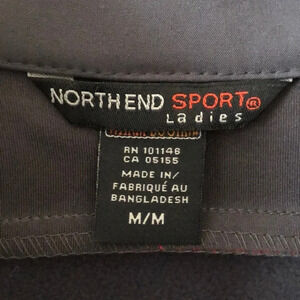 NORTH END SPORT®
Ladies
RN 101146
CA 05155
MADE IN/
FABRIQUÉ AU
BANGLADESH
M/M